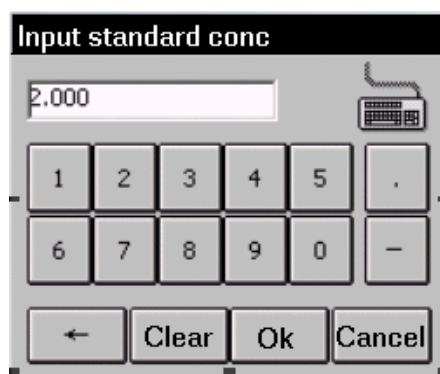 Input standard conc
2.000
1 2 3 4 5 .
6 7 8 9 0 –
← Clear Ok Cancel